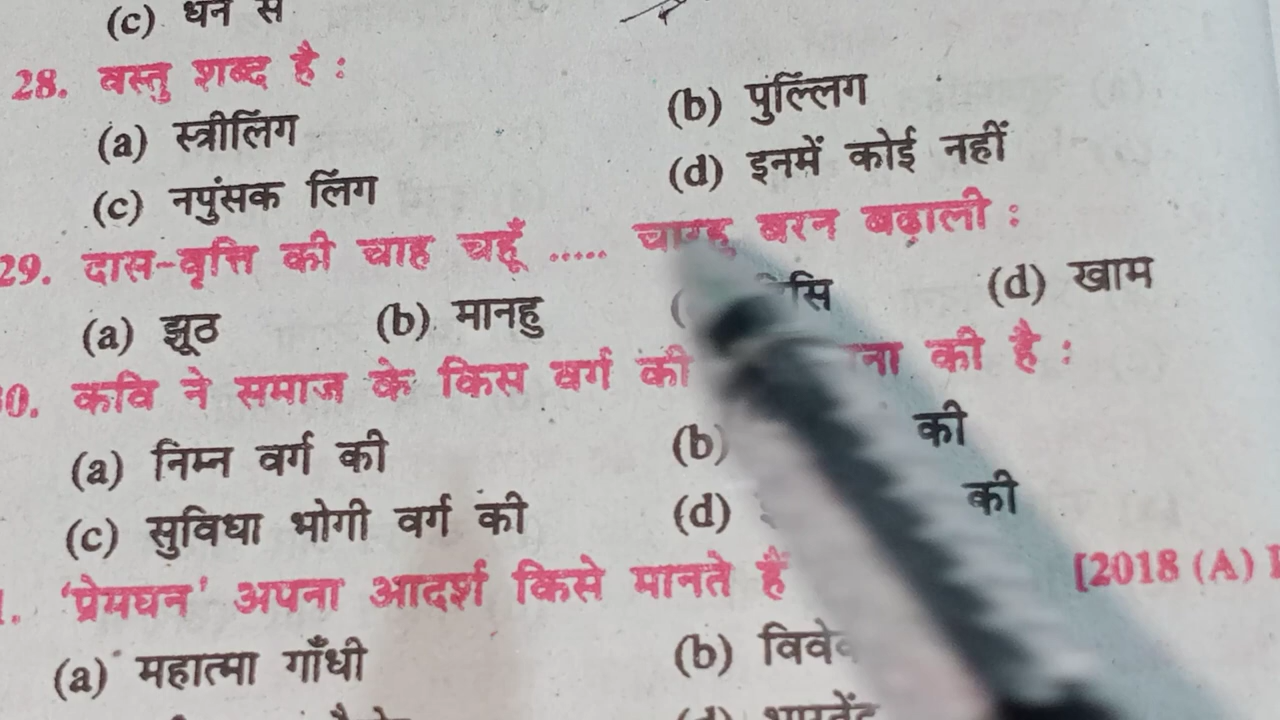 (c) धन से
28. वस्तु शब्द है :
(a) स्त्रीलिंग (b) पुल्लिंग
(c) नपुंसक लिंग (d) इनमें कोई नहीं
29. दास-वृत्ति की चाह चहूँ ..... बरन बढ़ाली :
(a) झूठ (b) मानहु (d) खाम
0. कवि ने समाज के किस वर्ग की की है :
(a) निम्न वर्ग की (b) की
(c) सुविधा भोगी वर्ग की (d) की
. 'प्रेमघन' अपना आदर्श किसे मानते हैं [2018 (A)
(a) महात्मा गाँधी (b)